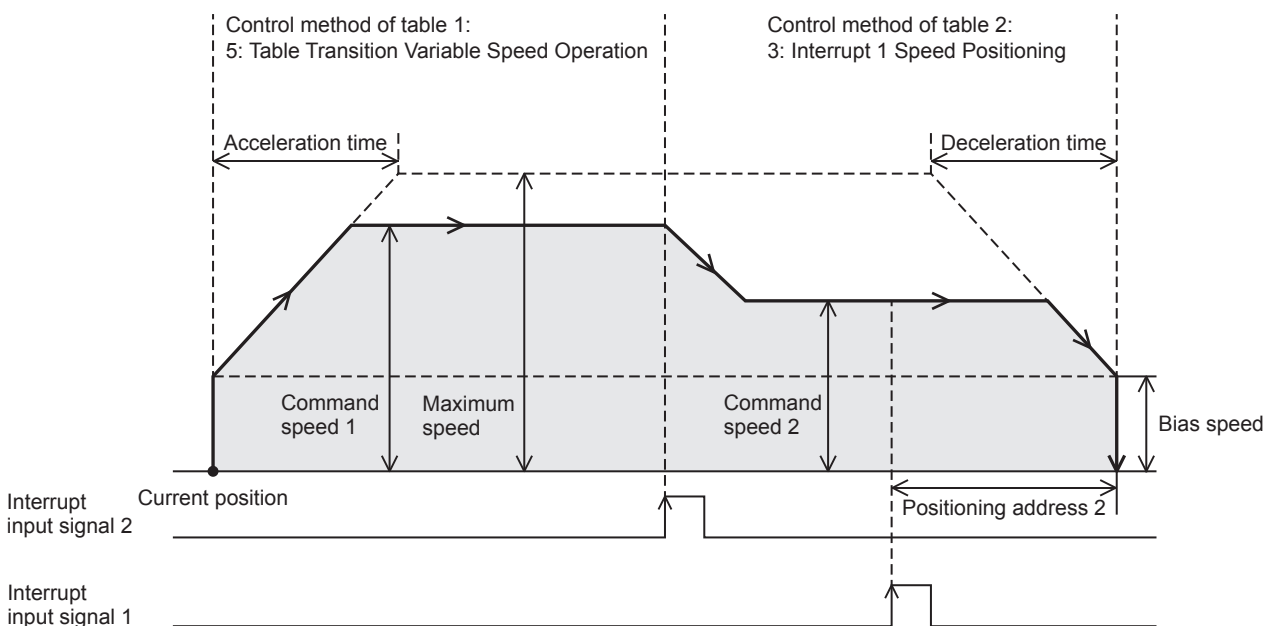 Control method of table 1:
5: Table Transition Variable Speed Operation
Control method of table 2:
3: Interrupt 1 Speed Positioning
Acceleration time
Deceleration time
Command
speed 1
Maximum
speed
Command
speed 2
Bias speed
Current position
Positioning address 2
Interrupt
input signal 2
Interrupt
input signal 1